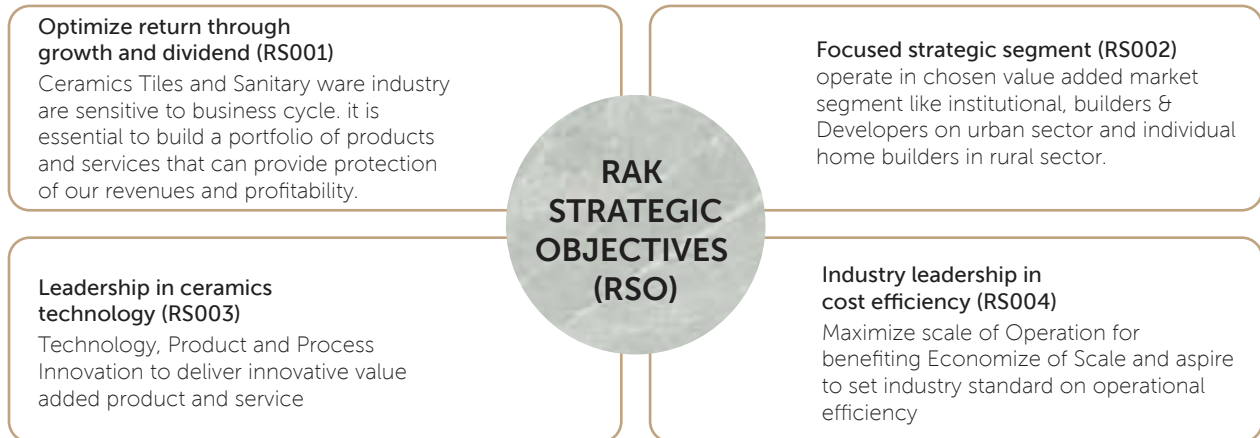 Optimize return through
growth and dividend (RS001)
Ceramics Tiles and Sanitary ware industry
are sensitive to business cycle. it is
essential to build a portfolio of products
and services that can provide protection
of our revenues and profitability.
Focused strategic segment (RS002)
operate in chosen value added market
segment like institutional, builders &
Developers on urban sector and individual
home builders in rural sector.
RAK
STRATEGIC
OBJECTIVES
(RSO)
Leadership in ceramics
technology (RS003)
Technology, Product and Process
Innovation to deliver innovative value
added product and service
Industry leadership in
cost efficiency (RS004)
Maximize scale of Operation for
benefiting Economize of Scale and aspire
to set industry standard on operational
efficiency